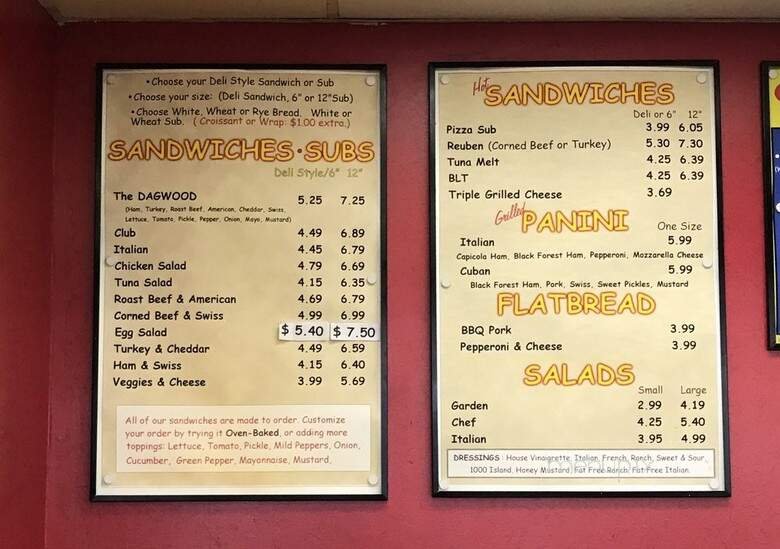 •Choose your Deli Style Sandwich or Sub
•Choose your size: (Deli Sandwich, 6" or 12"Sub)
•Choose White, Wheat or Rye Bread. White or
Wheat Sub. ( Croissant or Wrap: $1.00 extra.)
SANDWICHES•SUBS
Deli Style/6" 12"
The DAGWOOD 5.25 7.25
(Ham, Turkey, Roast Beef, American, Cheddar, Swiss,
Lettuce, Tomato, Pickle, Pepper, Onion, Mayo, Mustard)
Club 4.49 6.89
Italian 4.45 6.79
Chicken Salad 4.79 6.69
Tuna Salad 4.15 6.35
Roast Beef & American 4.69 6.79
Corned Beef & Swiss 4.99 6.99
Egg Salad $ 5.40 $ 7.50
Turkey & Cheddar 4.49 6.59
Ham & Swiss 4.15 6.40
Veggies & Cheese 3.99 5.69
All of our sandwiches are made to order. Customize
your order by trying it Oven-Baked, or adding more
toppings: Lettuce, Tomato, Pickle, Mild Peppers, Onion,
Cucumber, Green Pepper, Mayonnaise, Mustard,
Hot SANDWICHES
Deli or 6" 12"
Pizza Sub 3.99 6.05
Reuben (Corned Beef or Turkey) 5.30 7.30
Tuna Melt 4.25 6.39
BLT 4.25 6.39
Triple Grilled Cheese 3.69
Grilled PANINI One Size
Italian 5.99
Capicola Ham, Black Forest Ham, Pepperoni, Mozzarella Cheese
Cuban 5.99
Black Forest Ham, Pork, Swiss, Sweet Pickles, Mustard
FLATBREAD
BBQ Pork 3.99
Pepperoni & Cheese 3.99
SALADS
Small Large
Garden 2.99 4.19
Chef 4.25 5.40
Italian 3.95 4.99
DRESSINGS : House Vinaigrette, Italian, French, Ranch, Sweet & Sour,
1000 Island, Honey Mustard, Fat Free Ranch, Fat Free Italian